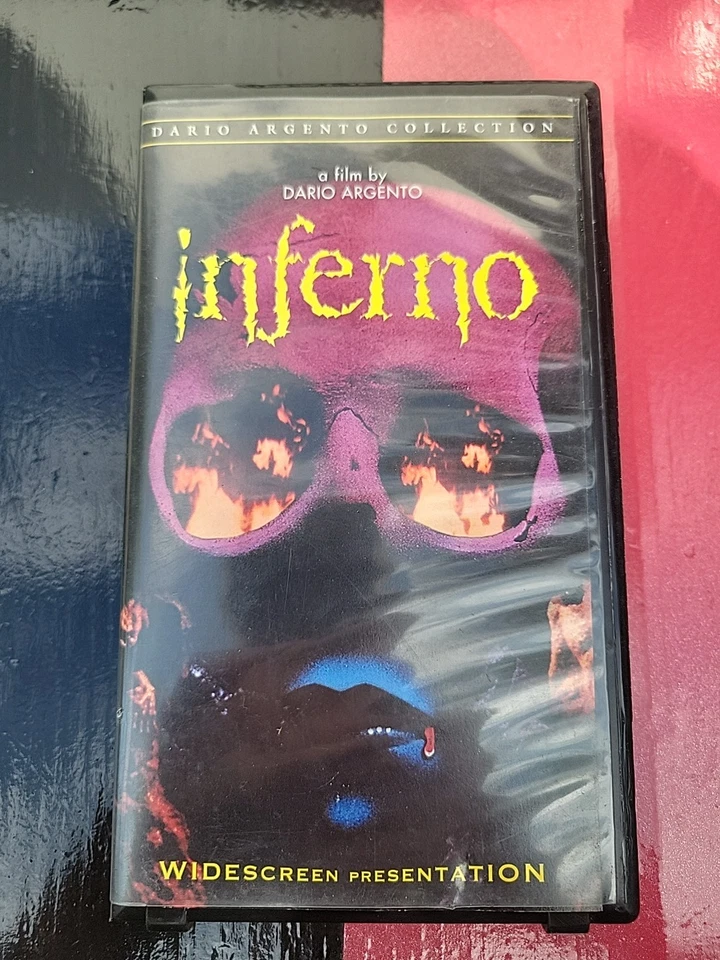 DARIO ARGENTO COLLECTION
a film by
DARIO ARGENTO
inferno
WIDESCREEN PRESENTATION